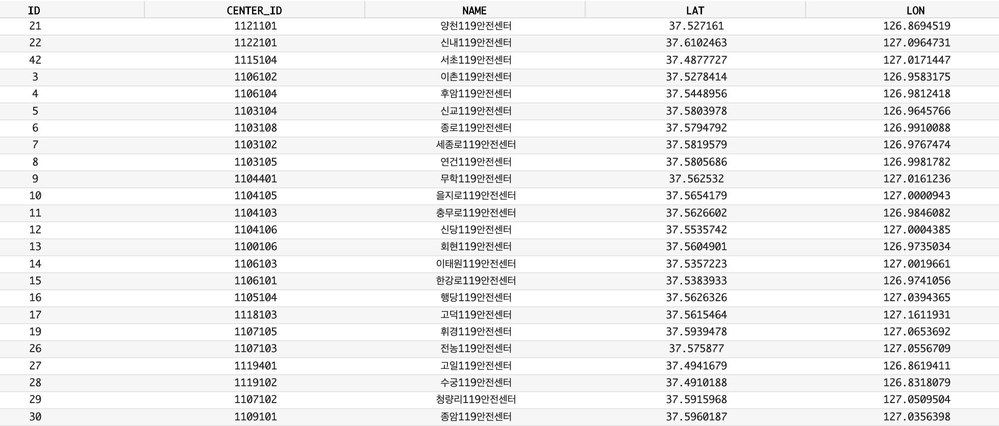 ID CENTER_ID NAME LAT LON
21 1121101 양천119안전센터 37.527161 126.8694519
22 1122101 신내119안전센터 37.6102463 127.0964731
42 1115104 서초119안전센터 37.4877727 127.0171447
3 1106102 이촌119안전센터 37.5278414 126.9583175
4 1106104 후암119안전센터 37.5448956 126.9812418
5 1103104 신교119안전센터 37.5803978 126.9645766
6 1103108 종로119안전센터 37.5794792 126.9910088
7 1103102 세종로119안전센터 37.5819579 126.9767474
8 1103105 연건119안전센터 37.5805686 126.9981782
9 1104401 무학119안전센터 37.562532 127.0161236
10 1104105 을지로119안전센터 37.5654179 127.0000943
11 1104103 충무로119안전센터 37.5626602 126.9846082
12 1104106 신당119안전센터 37.5535742 127.0004385
13 1100106 회현119안전센터 37.5604901 126.9735034
14 1106103 이태원119안전센터 37.5357223 127.0019661
15 1106101 한강로119안전센터 37.5383933 126.9741056
16 1105104 행당119안전센터 37.5626326 127.0394365
17 1118103 고덕119안전센터 37.5615464 127.1611931
19 1107105 휘경119안전센터 37.5939478 127.0653692
26 1107103 전농119안전센터 37.575877 127.0556709
27 1119401 고일119안전센터 37.4941679 126.8619411
28 1119102 수궁119안전센터 37.4910188 126.8318079
29 1107102 청량리119안전센터 37.5915968 127.0509504
30 1109101 종암119안전센터 37.5960187 127.0356398